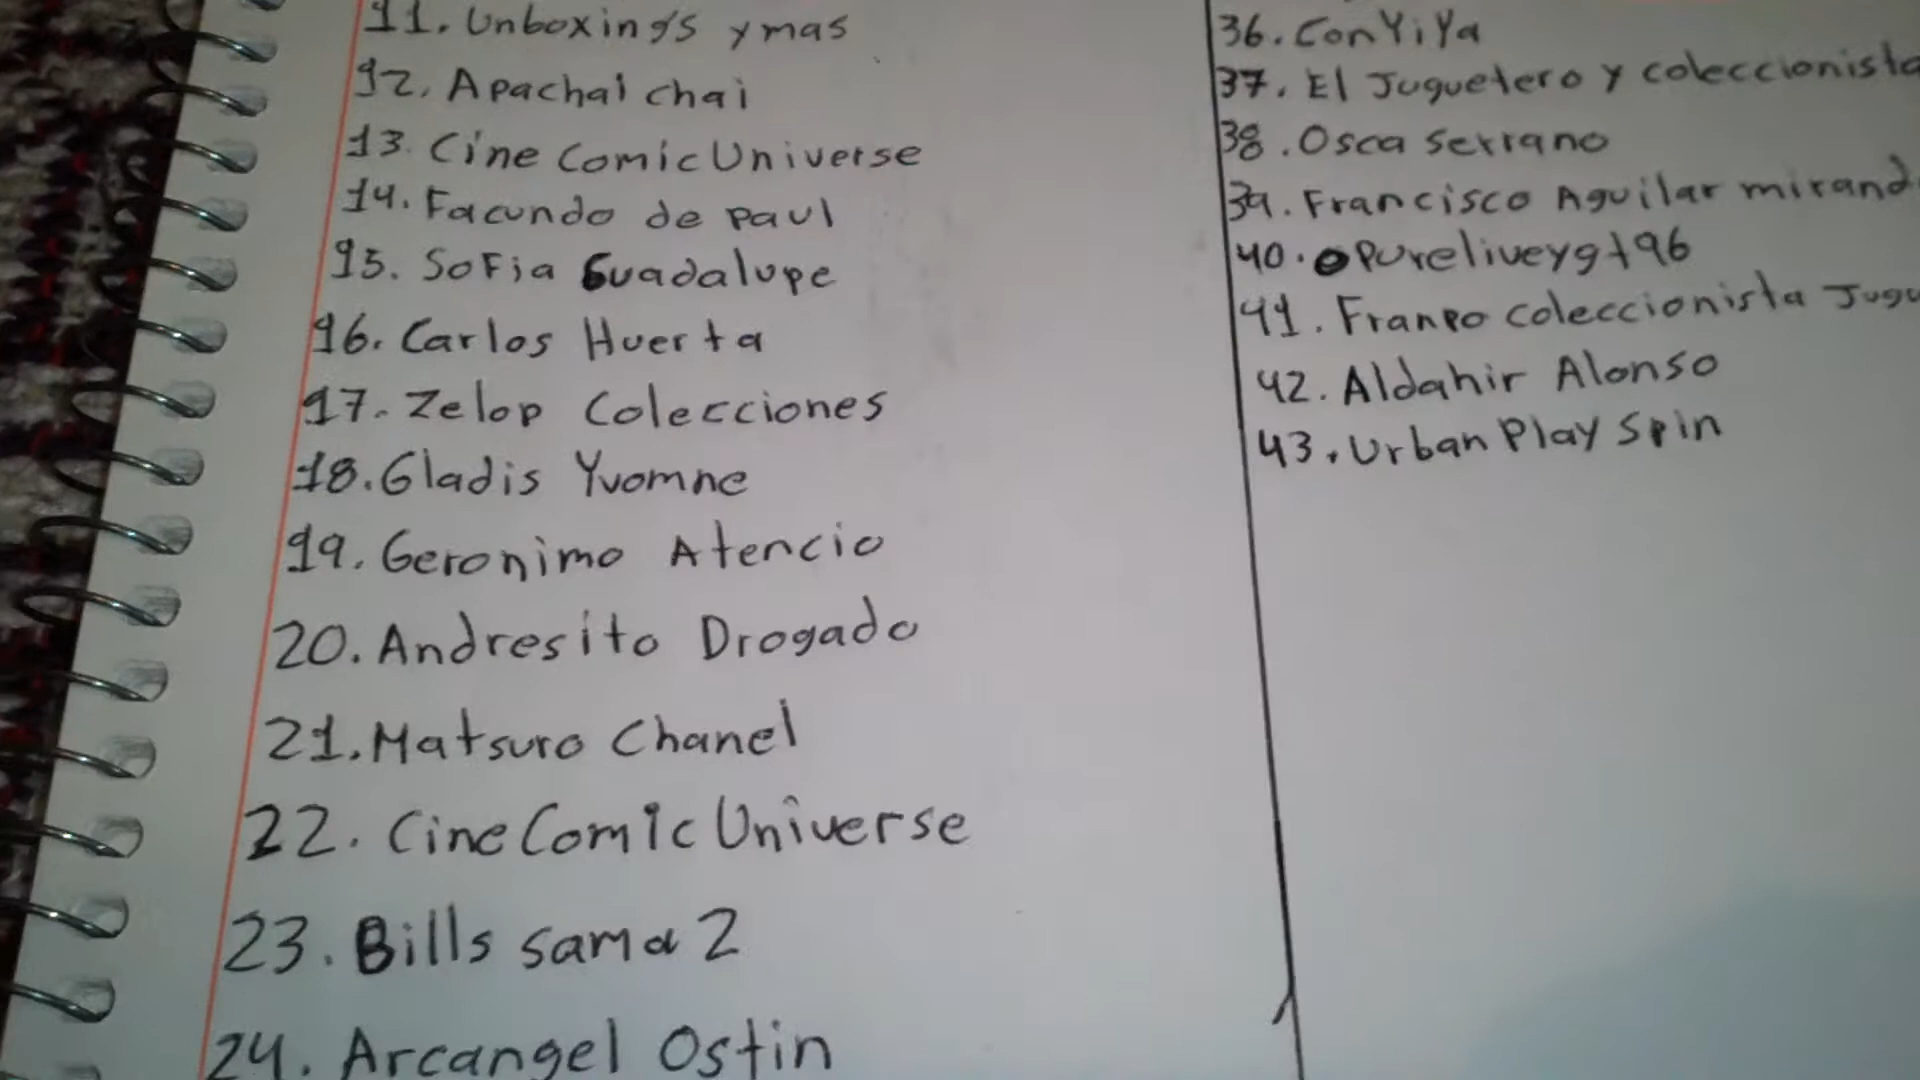 11. Unboxings y mas
12. Apachai chai
13. Cine Comic Universe
14. Facundo de Paul
15. Sofia Guadalupe
16. Carlos Huerta
17. Zelop Colecciones
18. Gladis Yvomne
19. Geronimo Atencio
20. Andresito Drogado
21. Matsuro Chanel
22. Cine Comic Universe
23. Bills sama 2
24. Arcangel Ostin
36. ConYiYa
37. El Juguetero y coleccionista
38. Osca Serrano
39. Francisco Aguilar mirand
40. Pureliveygt96
41. Franpo coleccionista Jugu
42. Aldahir Alonso
43. Urban Play Spin